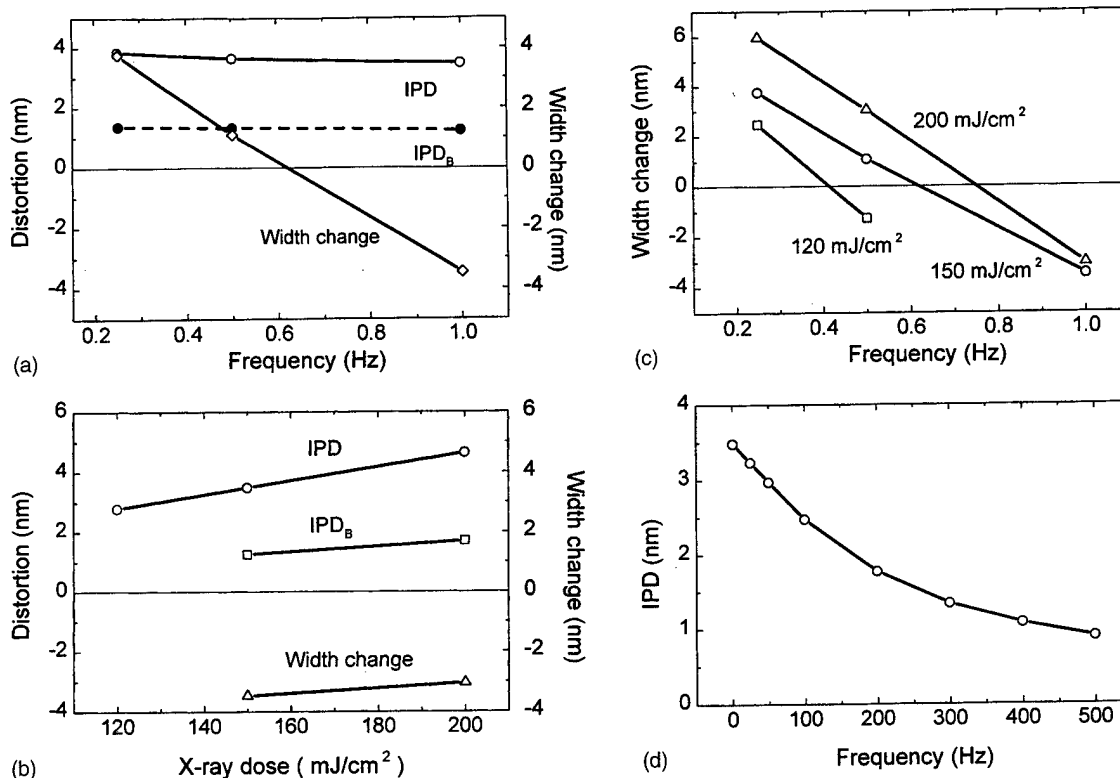 4
2
0
-2
-4
Distortion (nm)
IPD
IPD_B
Width change
4
2
0
-2
-4
Width change (nm)
0.2 0.4 0.6 0.8 1.0
Frequency (Hz)
(a)
6
4
2
0
-2
-4
Distortion (nm)
IPD
IPD_B
Width change
6
4
2
0
-2
-4
Width change (nm)
120 140 160 180 200
X-ray dose ( mJ/cm²)
(b)
6
4
2
0
-2
-4
Width change (nm)
200 mJ/cm²
120 mJ/cm²
150 mJ/cm²
0.2 0.4 0.6 0.8 1.0
Frequency (Hz)
(c)
4
3
2
1
0
IPD (nm)
0 100 200 300 400 500
Frequency (Hz)
(d)